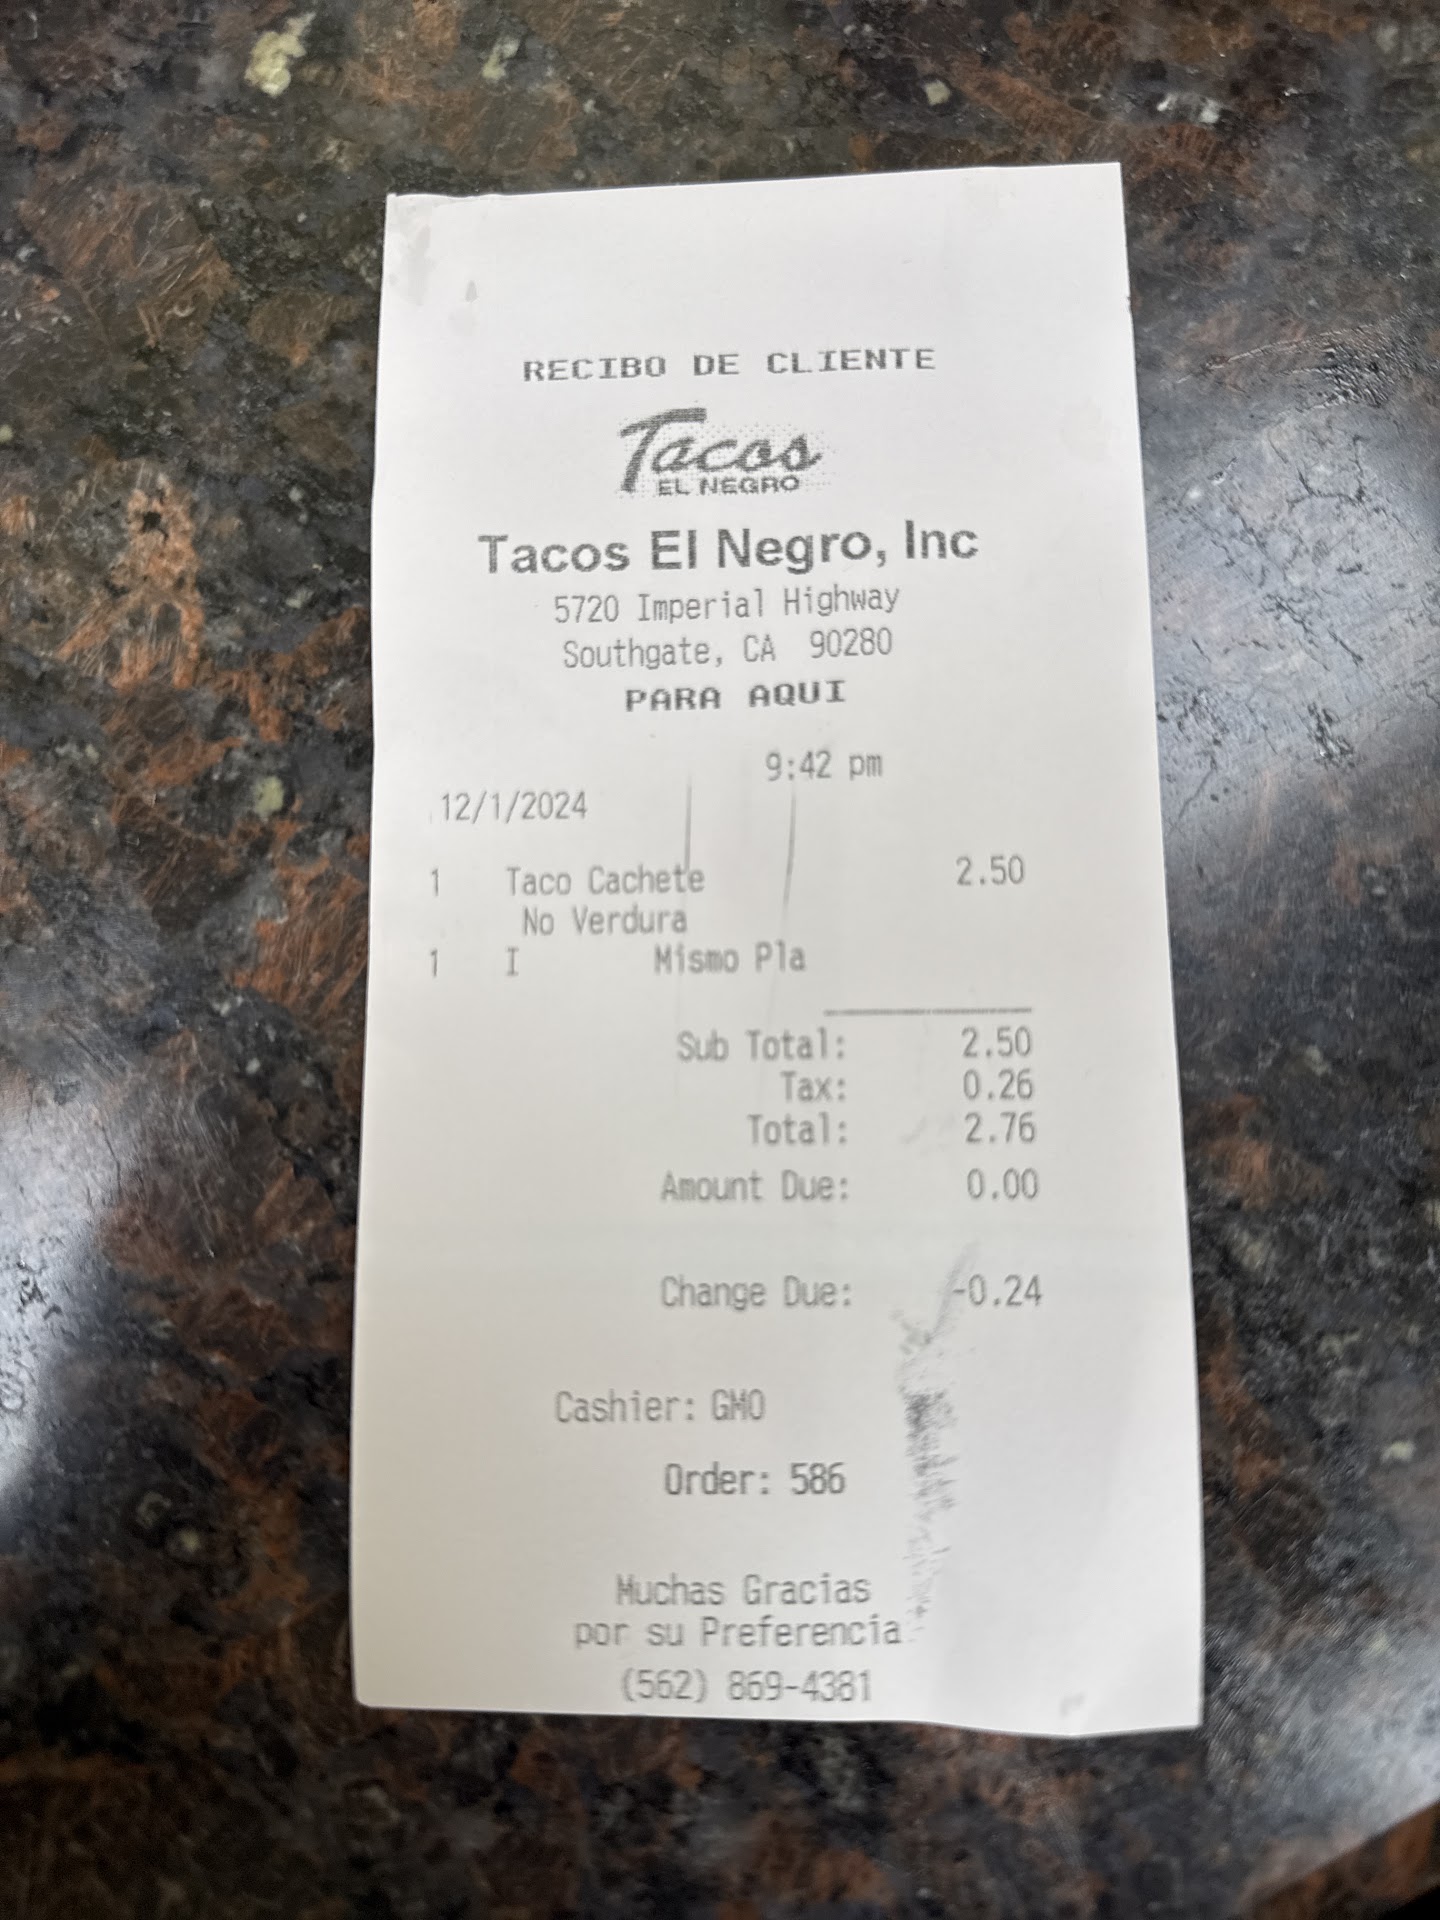 RECIBO DE CLIENTE
Tacos
EL NEGRO
Tacos El Negro, Inc
5720 Imperial Highway
Southgate, CA 90280
PARA AQUI
9:42 pm
12/1/2024
1 Taco Cachete 2.50
No Verdura
1 I Mismo Pla
Sub Total: 2.50
Tax: 0.26
Total: 2.76
Amount Due: 0.00
Change Due: -0.24
Cashier: GMO
Order: 586
Muchas Gracias
por su Preferencia
(562) 869-4381